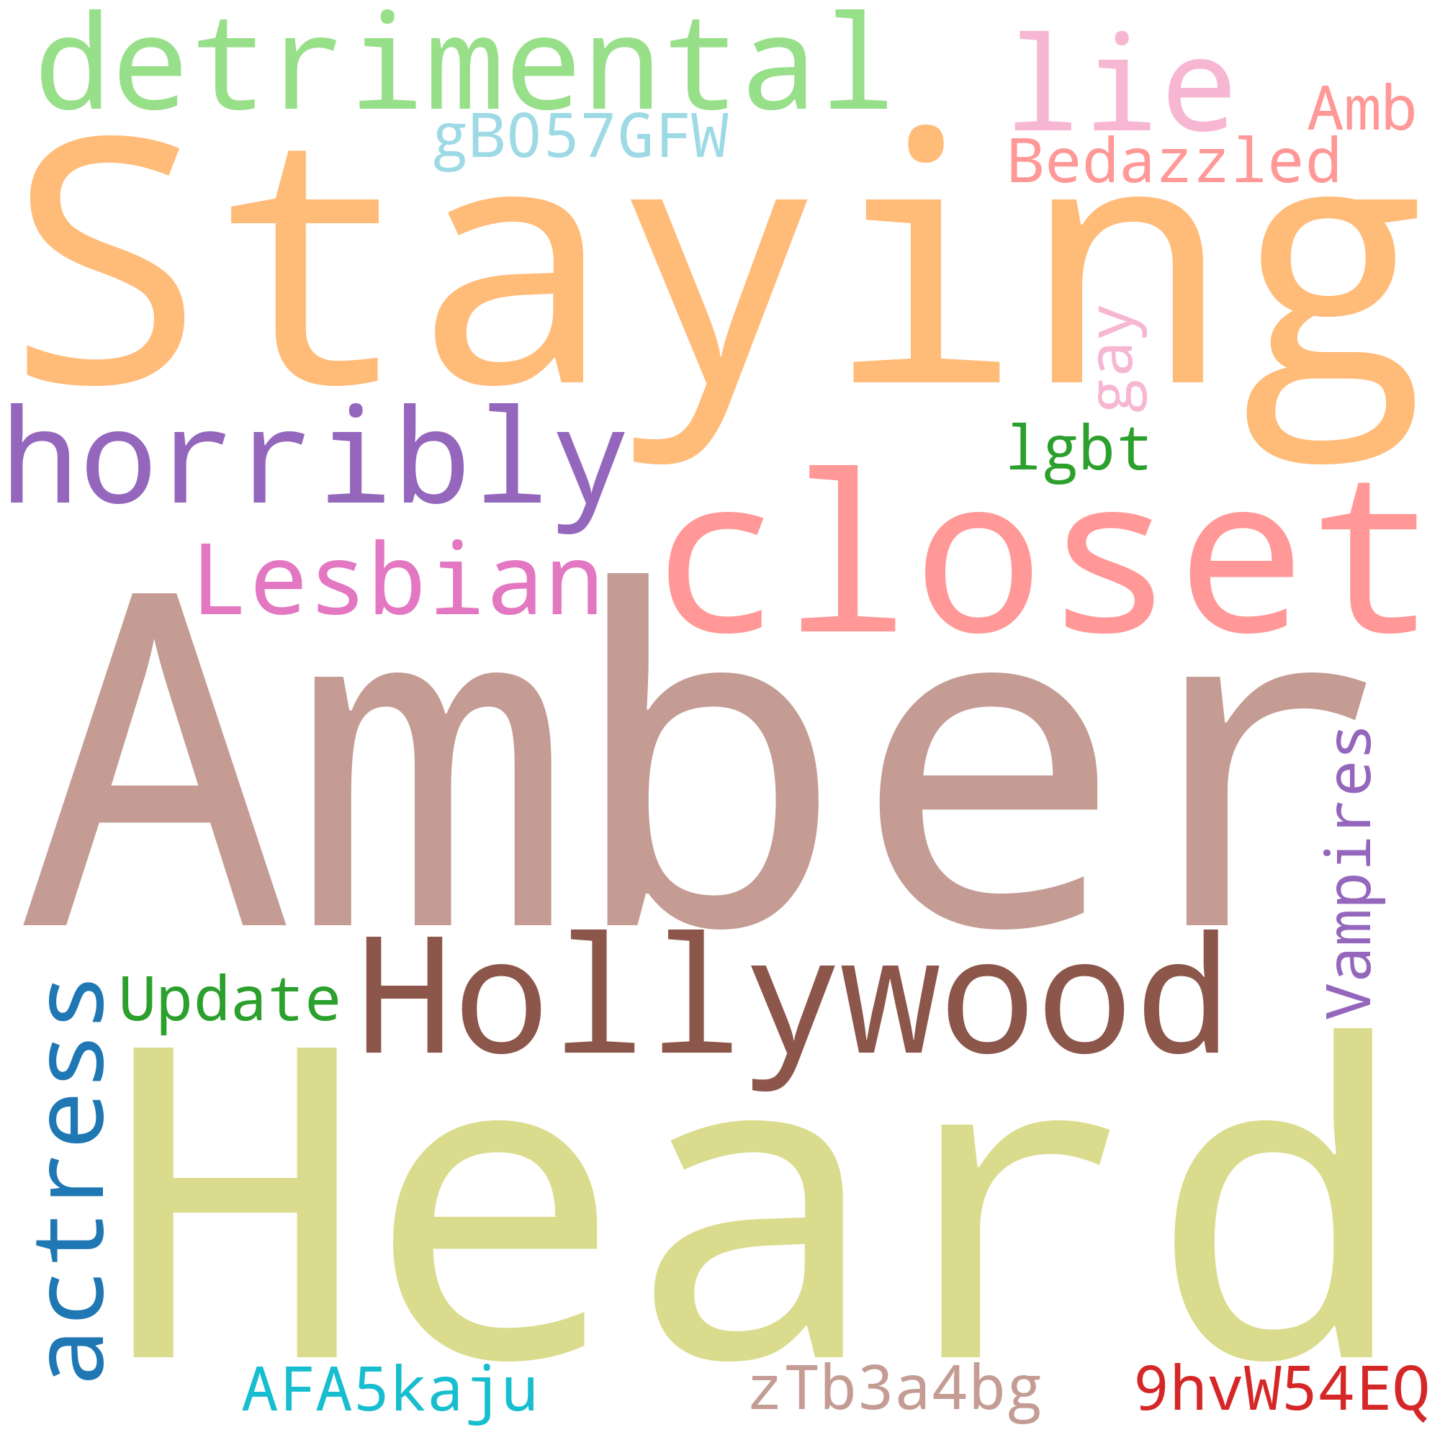 detrimental
lie
Amb
gBO57GFW
Bedazzled
Staying
gay
horribly
lgbt
closet
Lesbian
Amber
Vampires
Hollywood
Update
actress
Heard
AFA5kaju
zTb3a4bg
9hvW54EQ